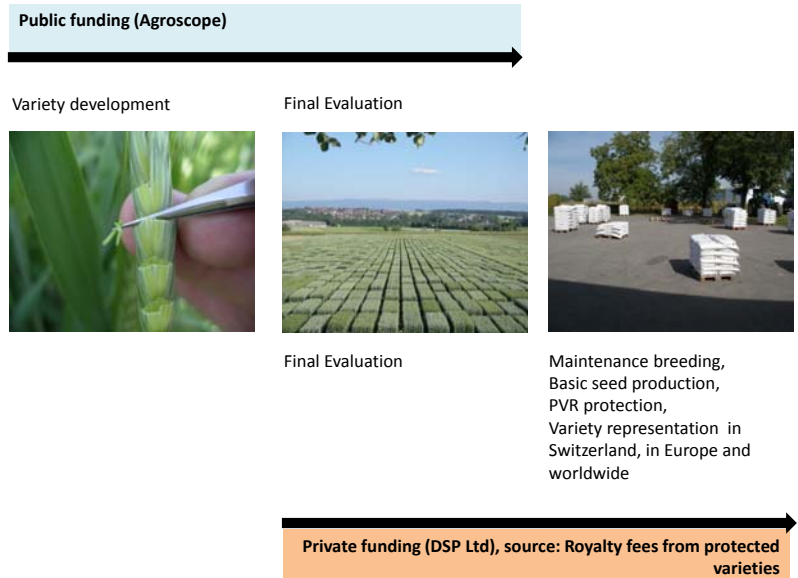 Public funding (Agroscope)
Variety development
Final Evaluation
Final Evaluation
Maintenance breeding,
Basic seed production,
PVR protection,
Variety representation in
Switzerland, in Europe and
worldwide
Private funding (DSP Ltd), source: Royalty fees from protected
varieties